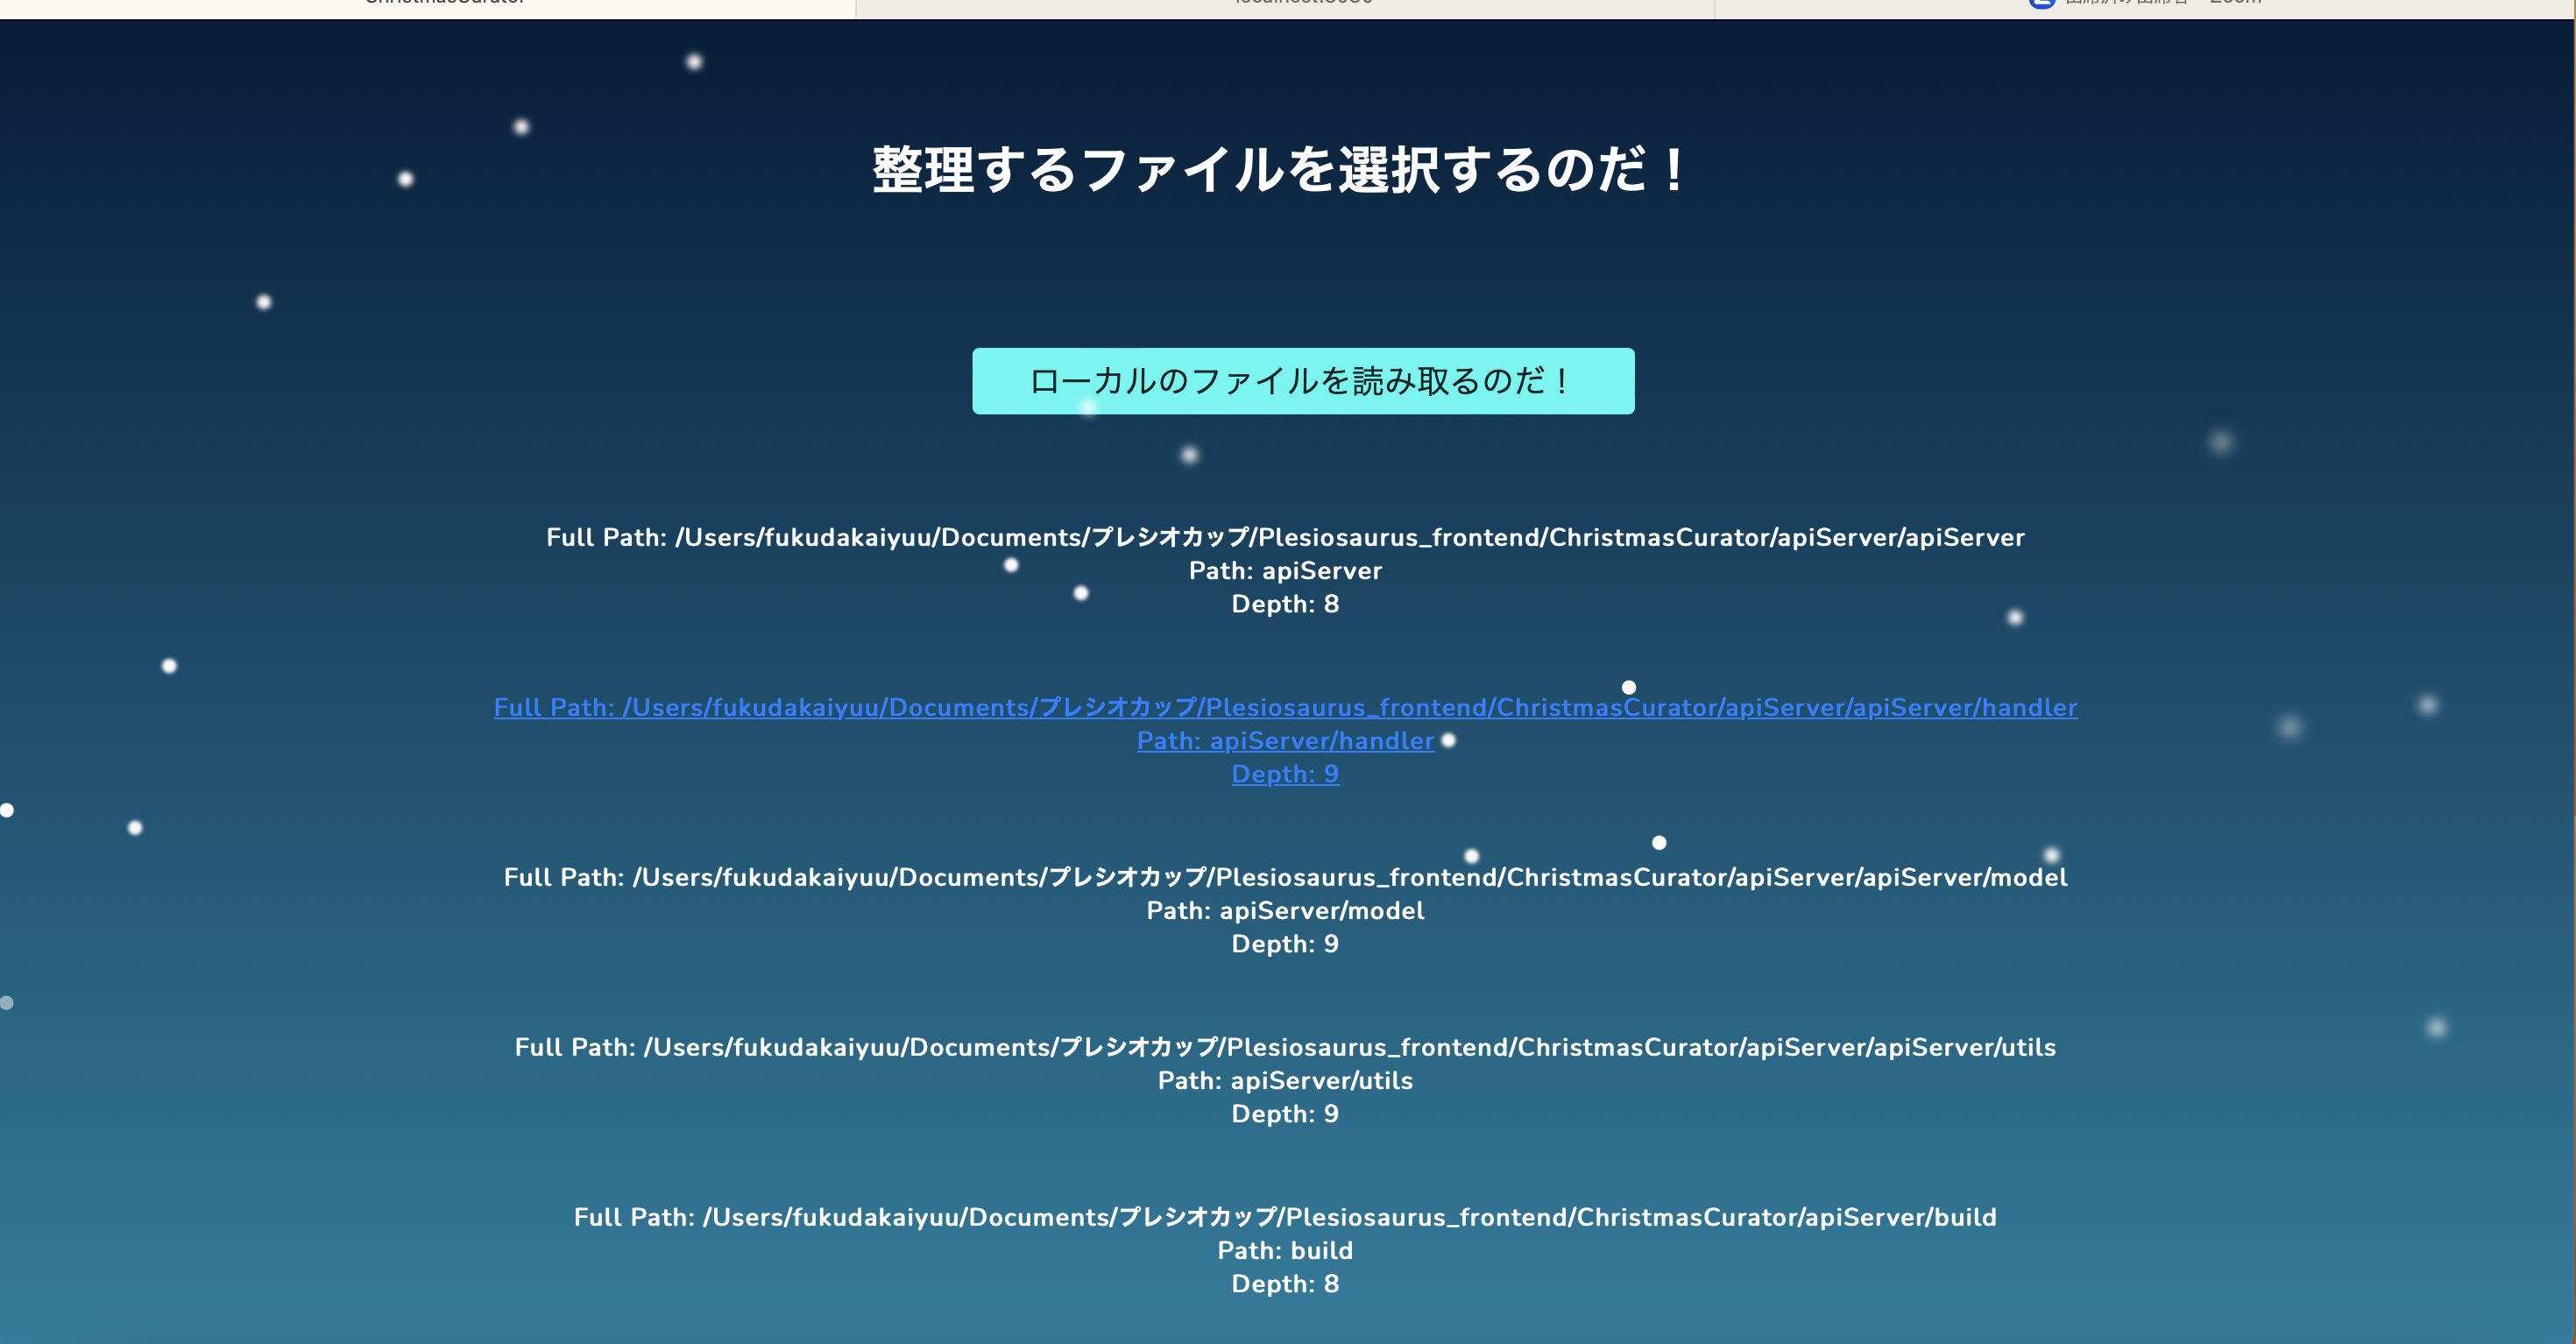 ChristmasCurator
整理するファイルを選択するのだ！
ローカルのファイルを読み取るのだ！
Full Path: /Users/fukudakaiyuu/Documents/プレシオカップ/Plesiosaurus_frontend/ChristmasCurator/apiServer/apiServer
Path: apiServer
Depth: 8
Full Path: /Users/fukudakaiyuu/Documents/プレシオカップ/Plesiosaurus_frontend/ChristmasCurator/apiServer/apiServer/handler
Path: apiServer/handler
Depth: 9
Full Path: /Users/fukudakaiyuu/Documents/プレシオカップ/Plesiosaurus_frontend/ChristmasCurator/apiServer/apiServer/model
Path: apiServer/model
Depth: 9
Full Path: /Users/fukudakaiyuu/Documents/プレシオカップ/Plesiosaurus_frontend/ChristmasCurator/apiServer/apiServer/utils
Path: apiServer/utils
Depth: 9
Full Path: /Users/fukudakaiyuu/Documents/プレシオカップ/Plesiosaurus_frontend/ChristmasCurator/apiServer/build
Path: build
Depth: 8